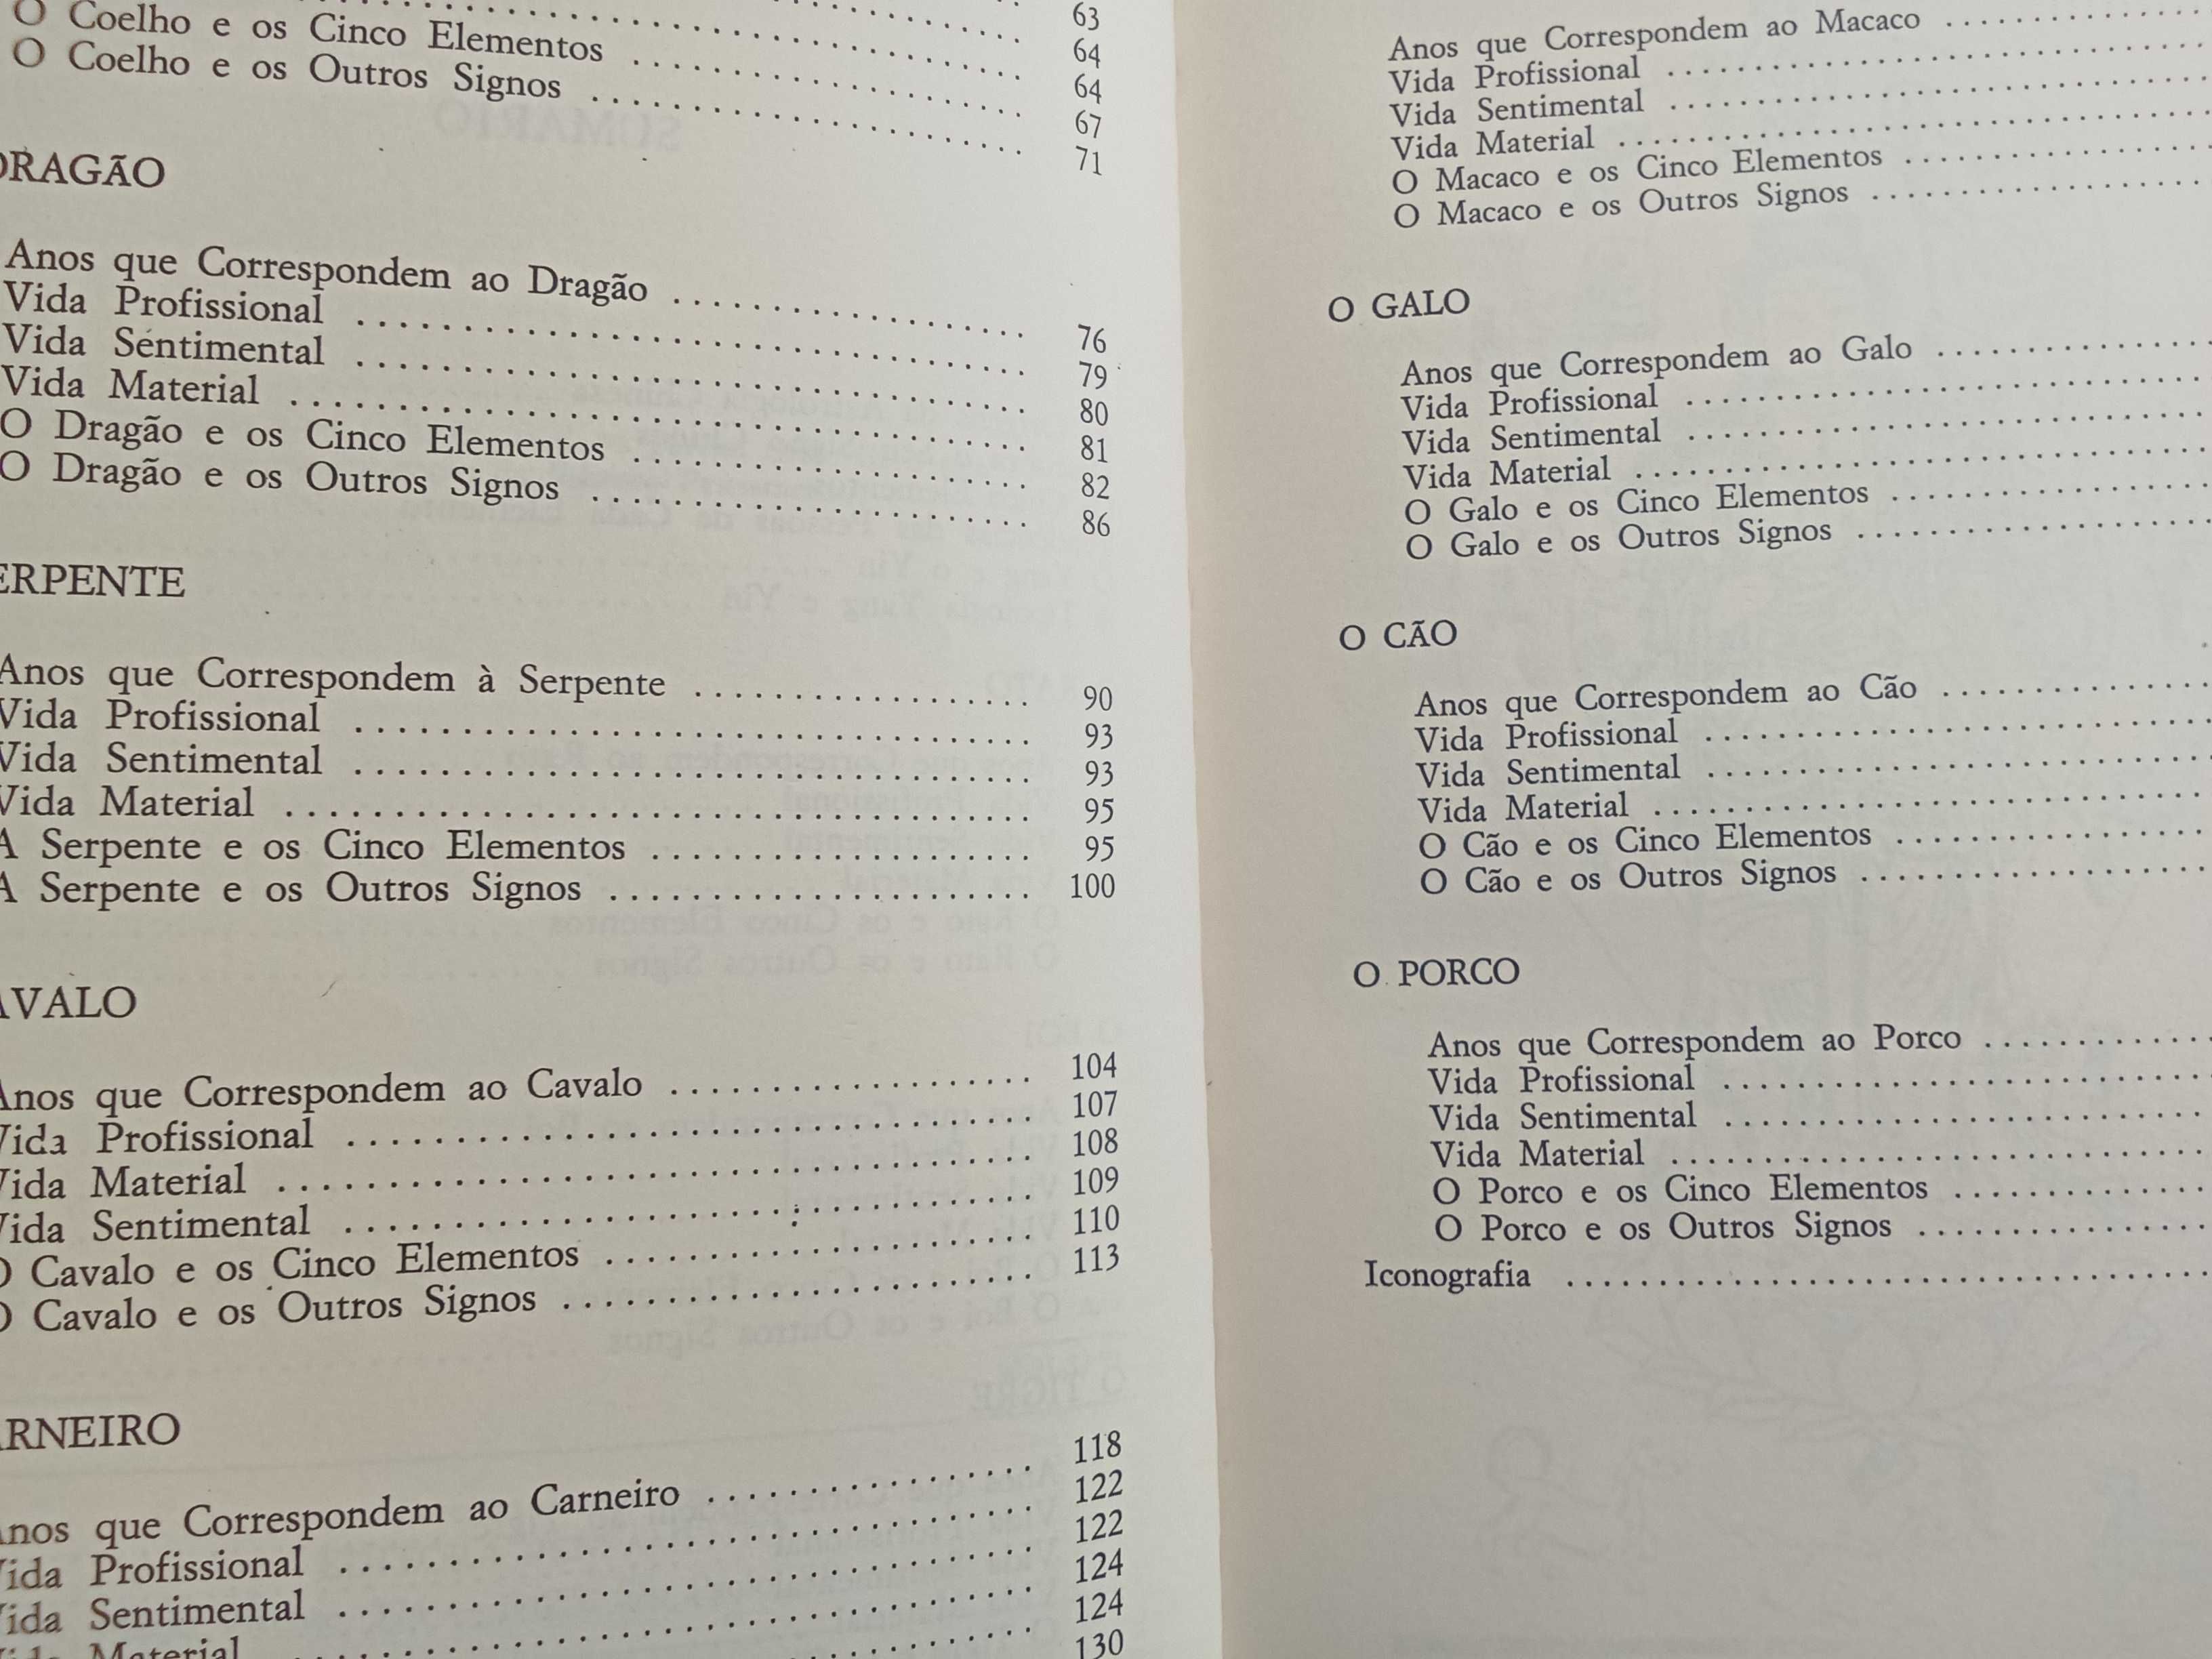 63
O Coelho e os Cinco Elementos ........ 64
O Coelho e os Outros Signos ........ 64
67
71
DRAGÃO
Anos que Correspondem ao Dragão ........ 76
Vida Profissional ........ 79
Vida Sentimental ........ 80
Vida Material ........ 81
O Dragão e os Cinco Elementos ........ 82
O Dragão e os Outros Signos ........ 86
ERPENTE
Anos que Correspondem à Serpente ........ 90
Vida Profissional ........ 93
Vida Sentimental ........ 93
Vida Material ........ 95
A Serpente e os Cinco Elementos ........ 95
A Serpente e os Outros Signos ........ 100
AVALO
Anos que Correspondem ao Cavalo ........ 104
Vida Profissional ........ 107
Vida Material ........ 108
Vida Sentimental ........ 109
O Cavalo e os Cinco Elementos ........ 110
O Cavalo e os Outros Signos ........ 113
ARNEIRO
Anos que Correspondem ao Carneiro ........ 118
Vida Profissional ........ 122
Vida Sentimental ........ 122
Vida Material ........ 124
124
130
Anos que Correspondem ao Macaco ........
Vida Profissional ........
Vida Sentimental ........
Vida Material ........
O Macaco e os Cinco Elementos ........
O Macaco e os Outros Signos ........
O GALO
Anos que Correspondem ao Galo ........
Vida Profissional ........
Vida Sentimental ........
Vida Material ........
O Galo e os Cinco Elementos ........
O Galo e os Outros Signos ........
O CÃO
Anos que Correspondem ao Cão ........
Vida Profissional ........
Vida Sentimental ........
Vida Material ........
O Cão e os Cinco Elementos ........
O Cão e os Outros Signos ........
O PORCO
Anos que Correspondem ao Porco ........
Vida Profissional ........
Vida Sentimental ........
Vida Material ........
O Porco e os Cinco Elementos ........
O Porco e os Outros Signos ........
Iconografia ........